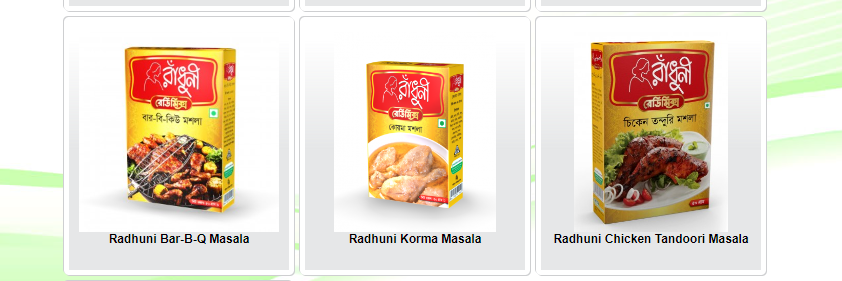 রাঁধুনী
রেডিমিক্স
বার-বি-কিউ মশলা
Radhuni Bar-B-Q Masala
রাঁধুনী
রেডিমিক্স
কোরমা মশলা
Radhuni Korma Masala
রাঁধুনী
রেডিমিক্স
চিকেন তন্দুরি মশলা
Radhuni Chicken Tandoori Masala